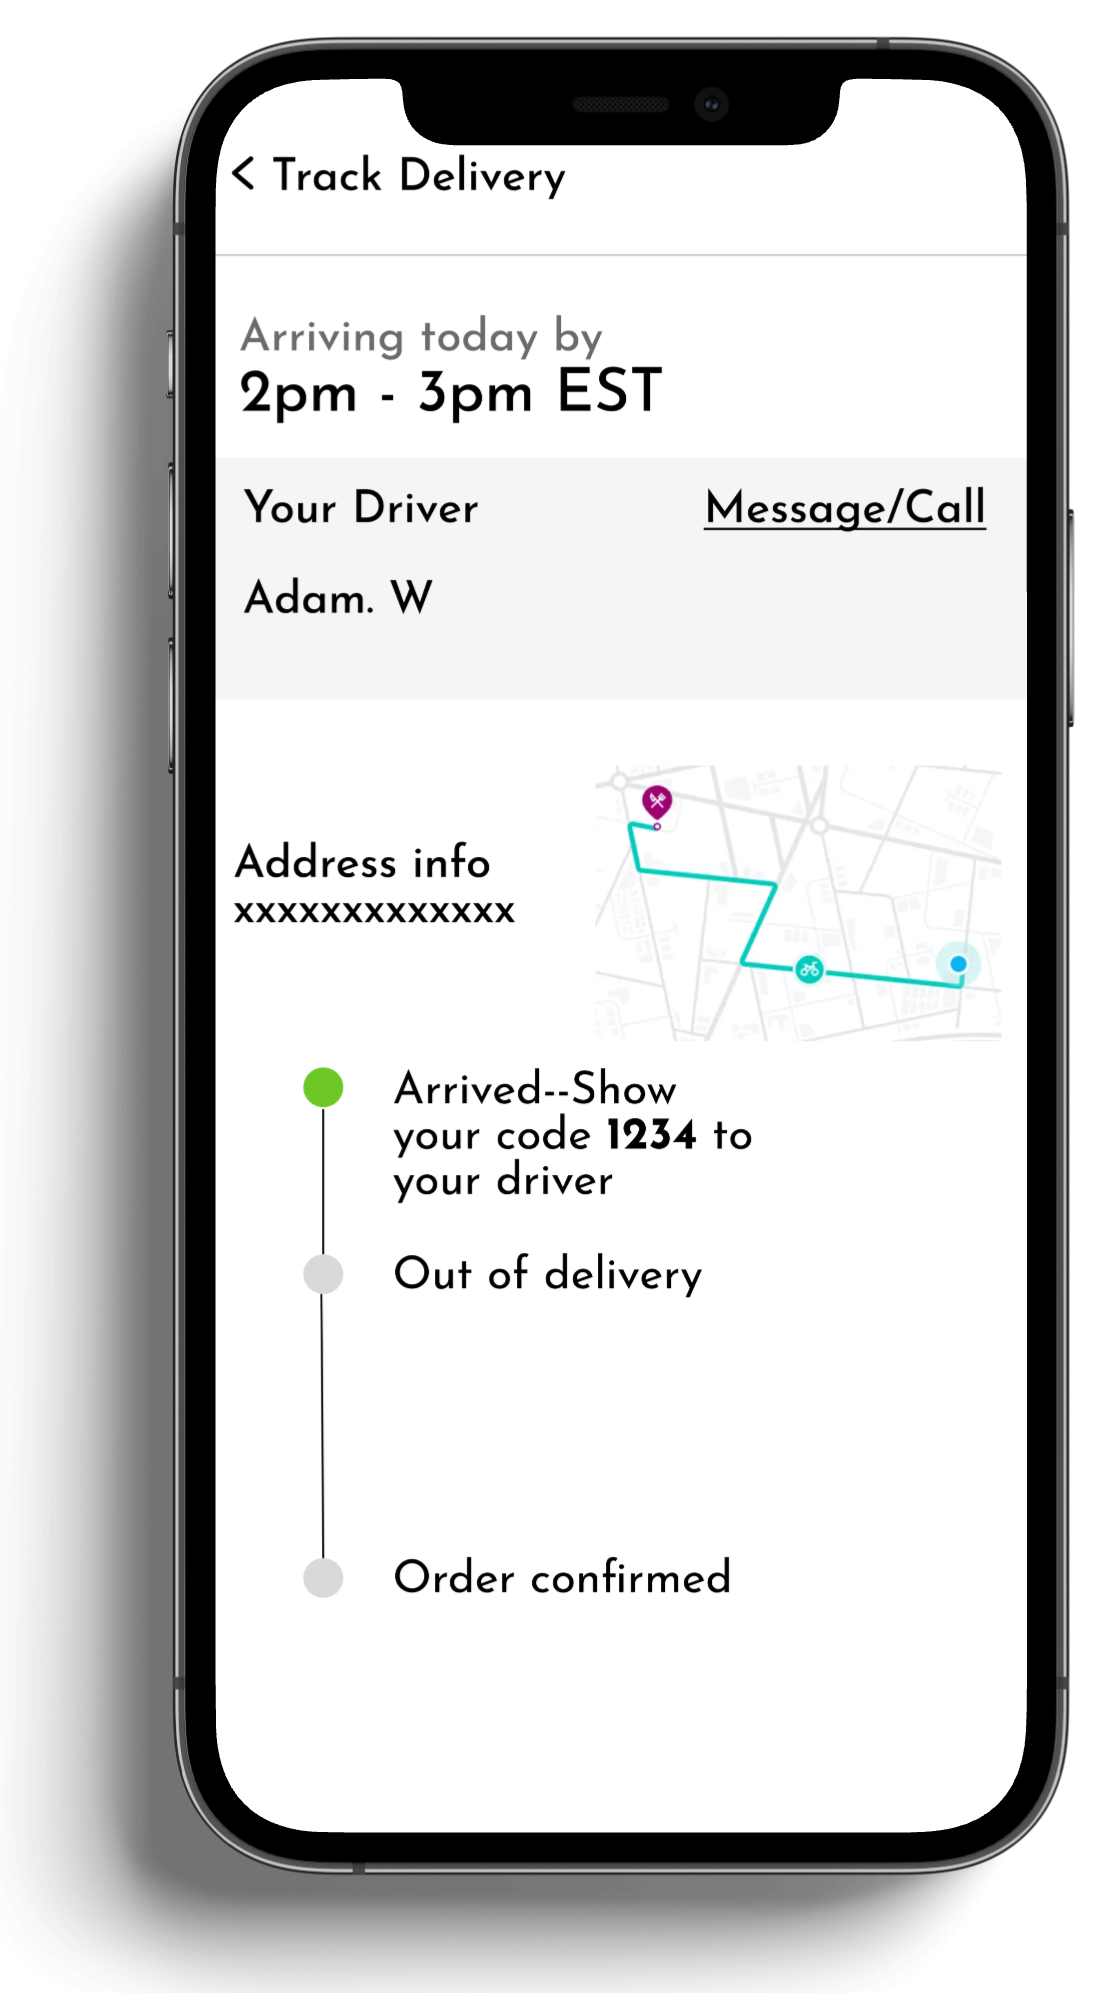 < Track Delivery
Arriving today by
2pm - 3pm EST
Your Driver
Message/Call
Adam. W
Address info
xxxxxxxxxxxxx
Arrived--Show
your code 1234 to
your driver
Out of delivery
Order confirmed